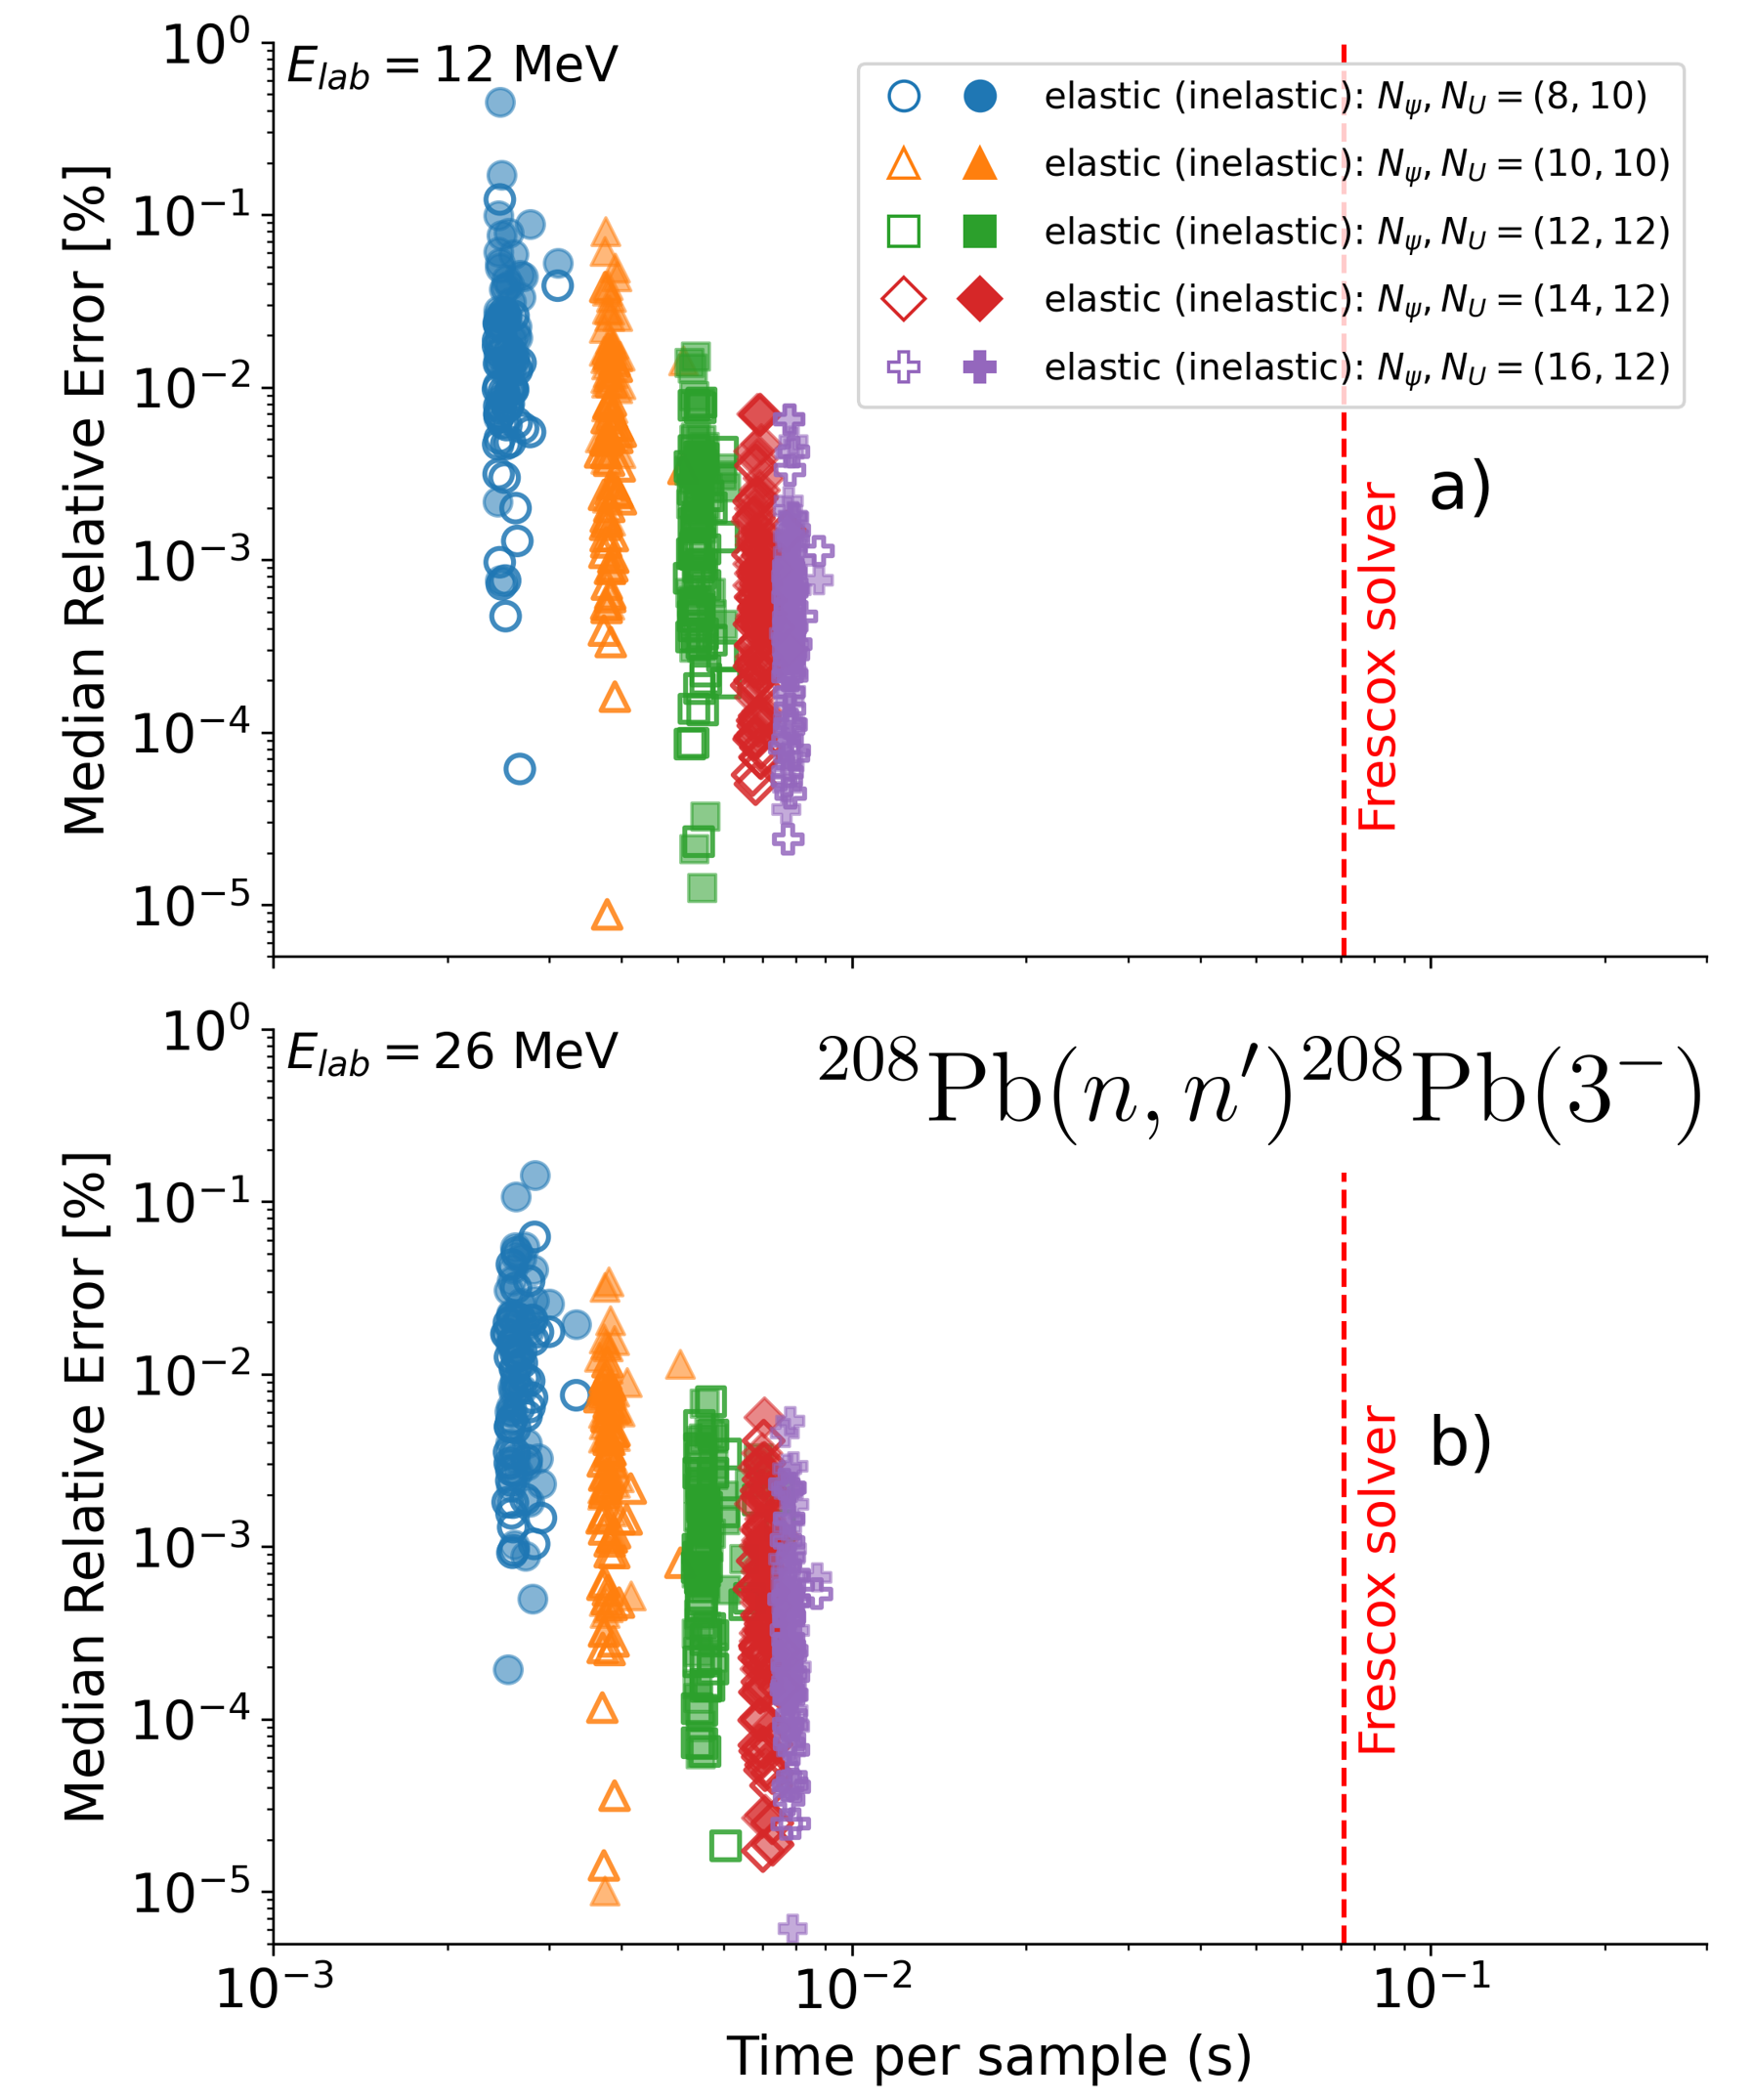 10⁰
E_lab = 12 MeV
elastic (inelastic): N_ψ, N_U = (8, 10)
elastic (inelastic): N_ψ, N_U = (10, 10)
elastic (inelastic): N_ψ, N_U = (12, 12)
elastic (inelastic): N_ψ, N_U = (14, 12)
elastic (inelastic): N_ψ, N_U = (16, 12)
10⁻¹
10⁻²
10⁻³
10⁻⁴
10⁻⁵
Median Relative Error [%]
a)
Frescox solver
10⁰
E_lab = 26 MeV
²⁰⁸Pb(n, n′)²⁰⁸Pb(3⁻)
10⁻¹
10⁻²
10⁻³
10⁻⁴
10⁻⁵
Median Relative Error [%]
b)
Frescox solver
10⁻³
10⁻²
10⁻¹
Time per sample (s)